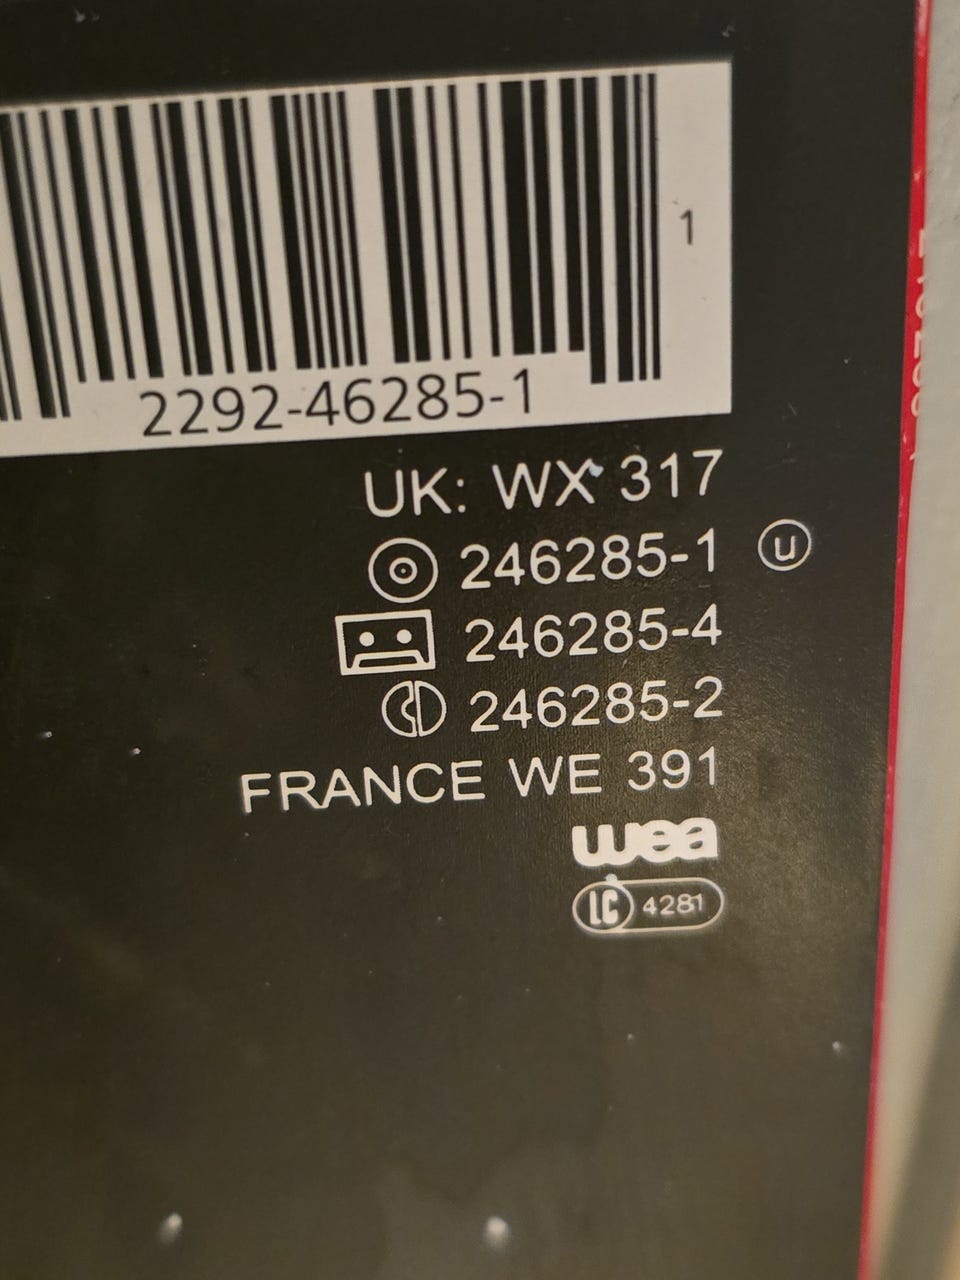 1
2292-46285-1
UK: WX 317
246285-1 U
246285-4
246285-2
FRANCE WE 391
wea
LC 4281